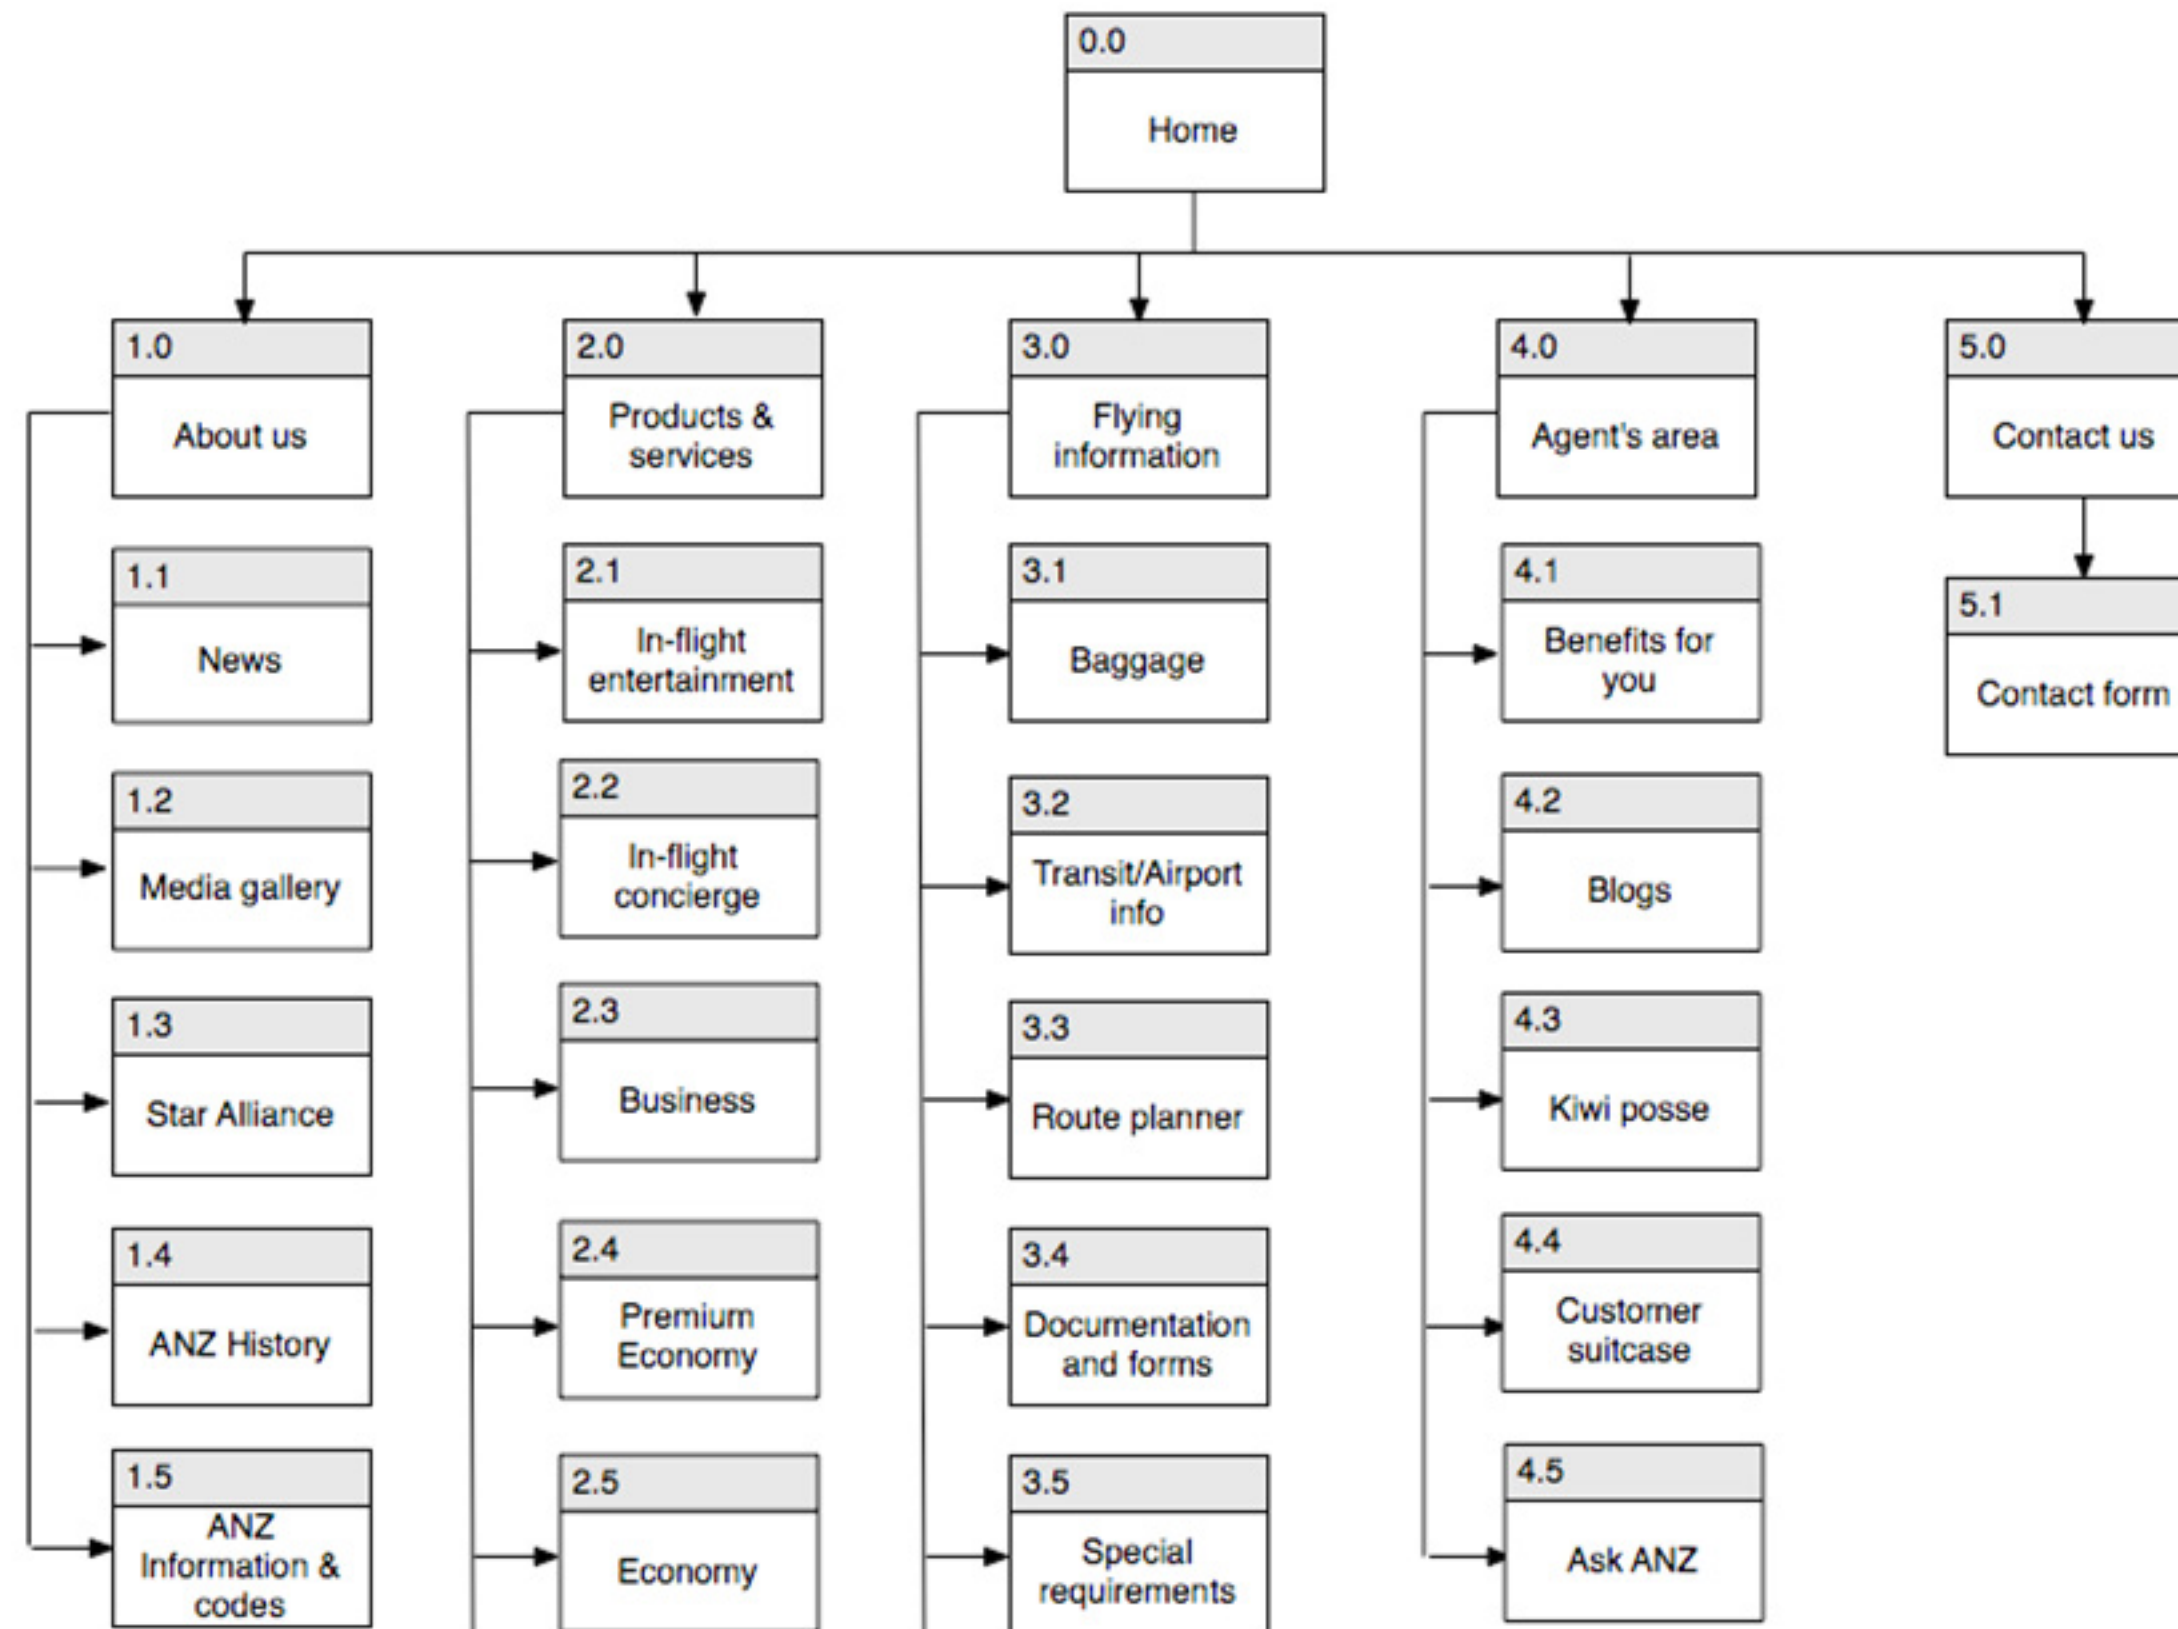 0.0
Home
1.0
About us
2.0
Products &
services
3.0
Flying
information
4.0
Agent's area
5.0
Contact us
1.1
News
2.1
In-flight
entertainment
3.1
Baggage
4.1
Benefits for
you
5.1
Contact form
1.2
Media gallery
2.2
In-flight
concierge
3.2
Transit/Airport
info
4.2
Blogs
1.3
Star Alliance
2.3
Business
3.3
Route planner
4.3
Kiwi posse
1.4
ANZ History
2.4
Premium
Economy
3.4
Documentation
and forms
4.4
Customer
suitcase
1.5
ANZ
Information &
codes
2.5
Economy
3.5
Special
requirements
4.5
Ask ANZ